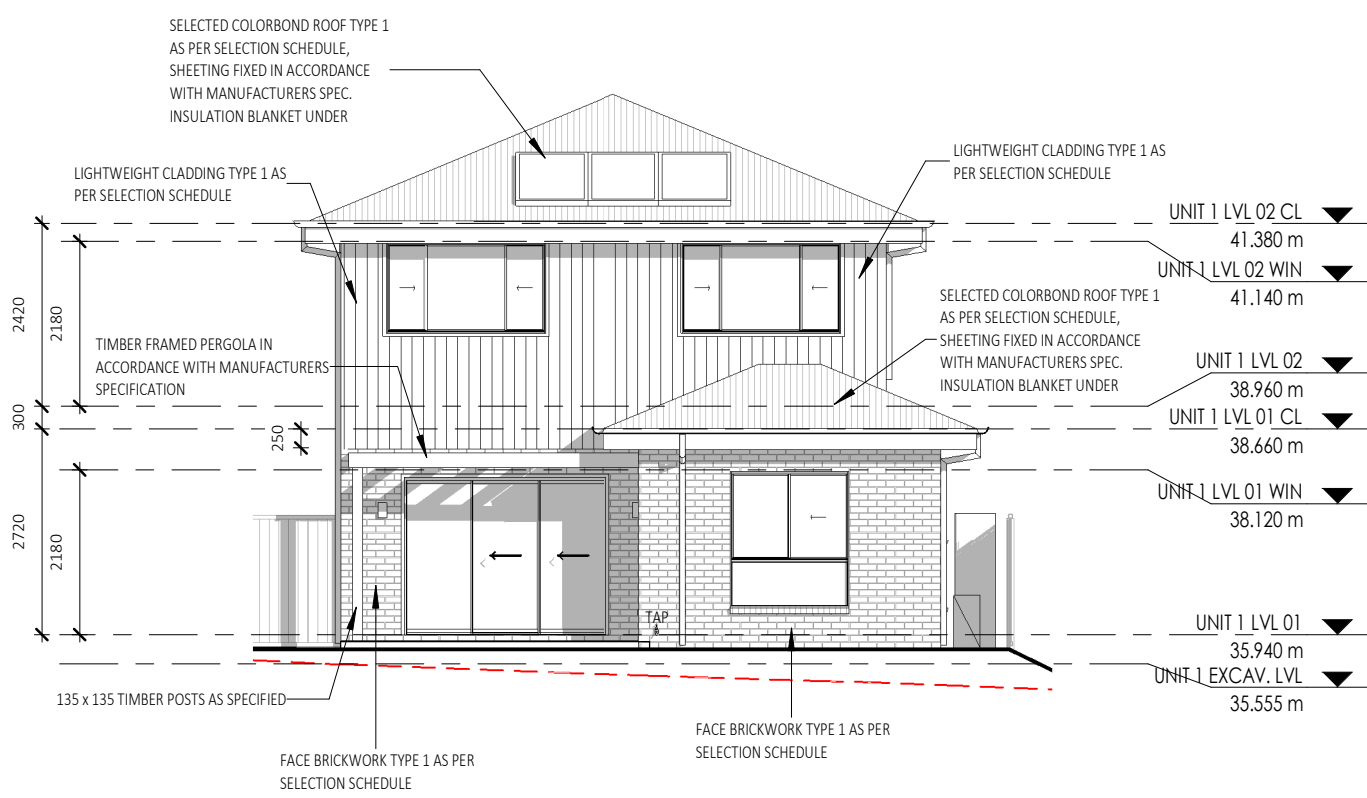 SELECTED COLORBOND ROOF TYPE 1
AS PER SELECTION SCHEDULE,
SHEETING FIXED IN ACCORDANCE
WITH MANUFACTURERS SPEC.
INSULATION BLANKET UNDER
LIGHTWEIGHT CLADDING TYPE 1 AS
PER SELECTION SCHEDULE
LIGHTWEIGHT CLADDING TYPE 1 AS
PER SELECTION SCHEDULE
UNIT 1 LVL 02 CL
41.380 m
UNIT 1 LVL 02 WIN
41.140 m
SELECTED COLORBOND ROOF TYPE 1
AS PER SELECTION SCHEDULE,
SHEETING FIXED IN ACCORDANCE
WITH MANUFACTURERS SPEC.
INSULATION BLANKET UNDER
2420
2180
TIMBER FRAMED PERGOLA IN
ACCORDANCE WITH MANUFACTURERS
SPECIFICATION
UNIT 1 LVL 02
38.960 m
300
UNIT 1 LVL 01 CL
38.660 m
250
UNIT 1 LVL 01 WIN
38.120 m
2720
2180
TAP
UNIT 1 LVL 01
35.940 m
UNIT 1 EXCAV. LVL
35.555 m
135 x 135 TIMBER POSTS AS SPECIFIED
FACE BRICKWORK TYPE 1 AS PER
SELECTION SCHEDULE
FACE BRICKWORK TYPE 1 AS PER
SELECTION SCHEDULE